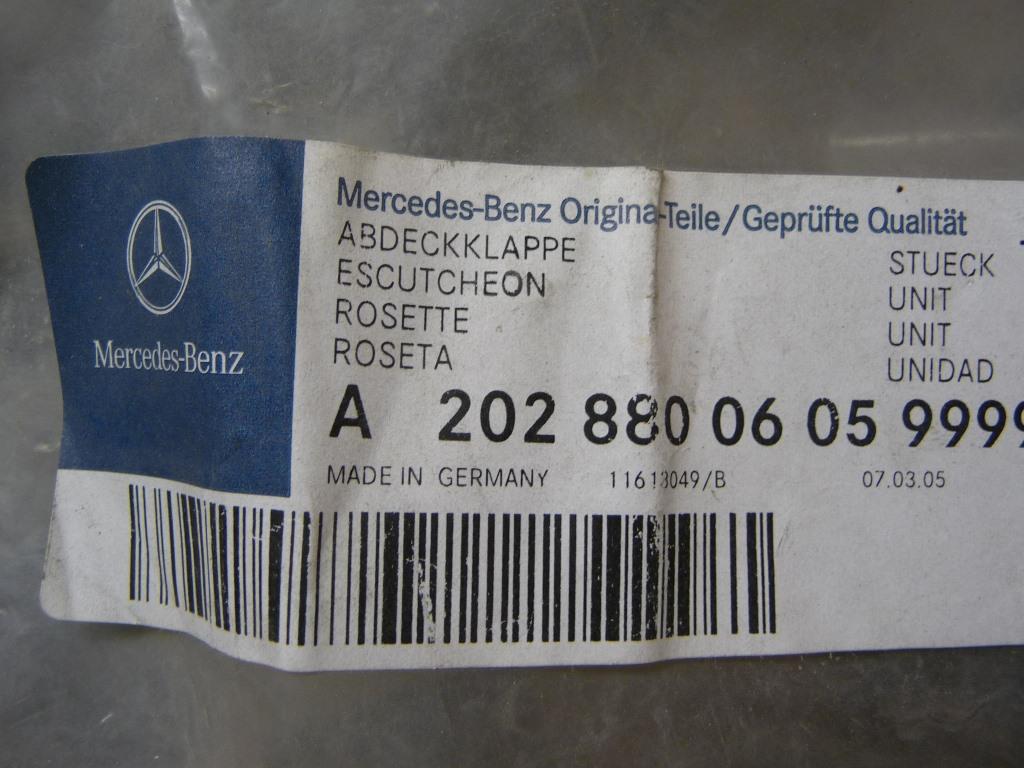 Mercedes-Benz
Mercedes-Benz Origina-Teile/Geprüfte Qualität
ABDECKKLAPPE STUECK
ESCUTCHEON UNIT
ROSETTE UNIT
ROSETA UNIDAD
A 202 880 06 05 9999
MADE IN GERMANY 11613049/B 07.03.05